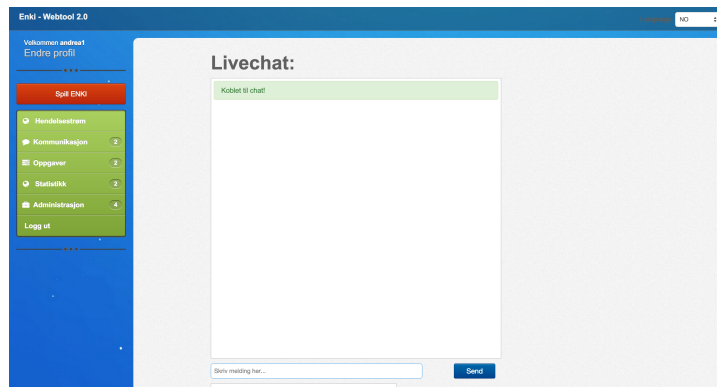 Enki - Webtool 2.0
NO
Velkommen andrea1
Endre profil
Spill ENKI
Hendelsestrøm
Kommunikasjon 2
Oppgaver 2
Statistikk 2
Administrasjon 4
Logg ut
Livechat:
Koblet til chat!
Skriv melding her...
Send